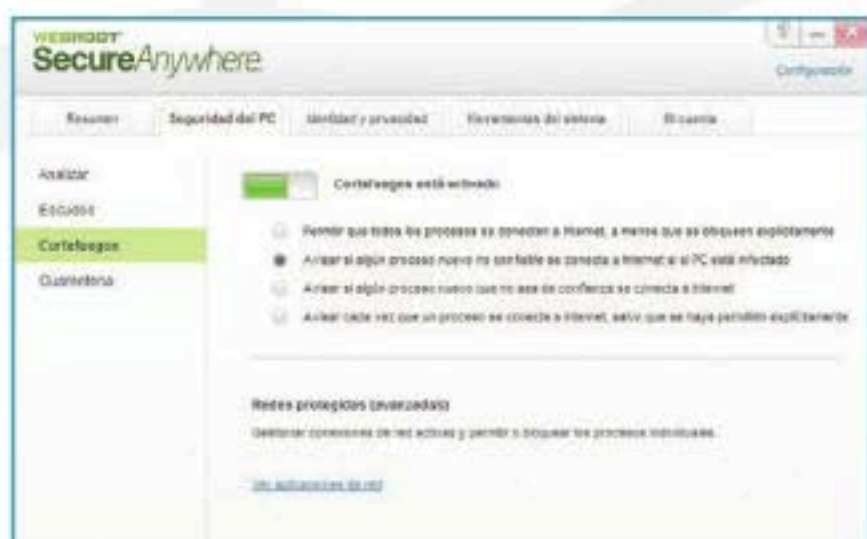 WEBROOT
SecureAnywhere
Configuración
Resumen
Seguridad del PC
Identidad y privacidad
Herramientas del sistema
Mi cuenta
Analizar
Escudos
Cortafuegos
Cuarentena
Cortafuegos está activado
Permitir que todos los procesos se conecten a Internet, a menos que se bloqueen explícitamente
Avisar si algún proceso nuevo no confiable se conecta a Internet si el PC está infectado
Avisar si algún proceso nuevo que no sea de confianza se conecta a Internet
Avisar cada vez que un proceso se conecta a Internet, salvo que se haya permitido explícitamente
Redes protegidas (avanzadas)
Gestionar conexiones de red activas y permitir o bloquear los procesos individuales.
Ver aplicaciones de red